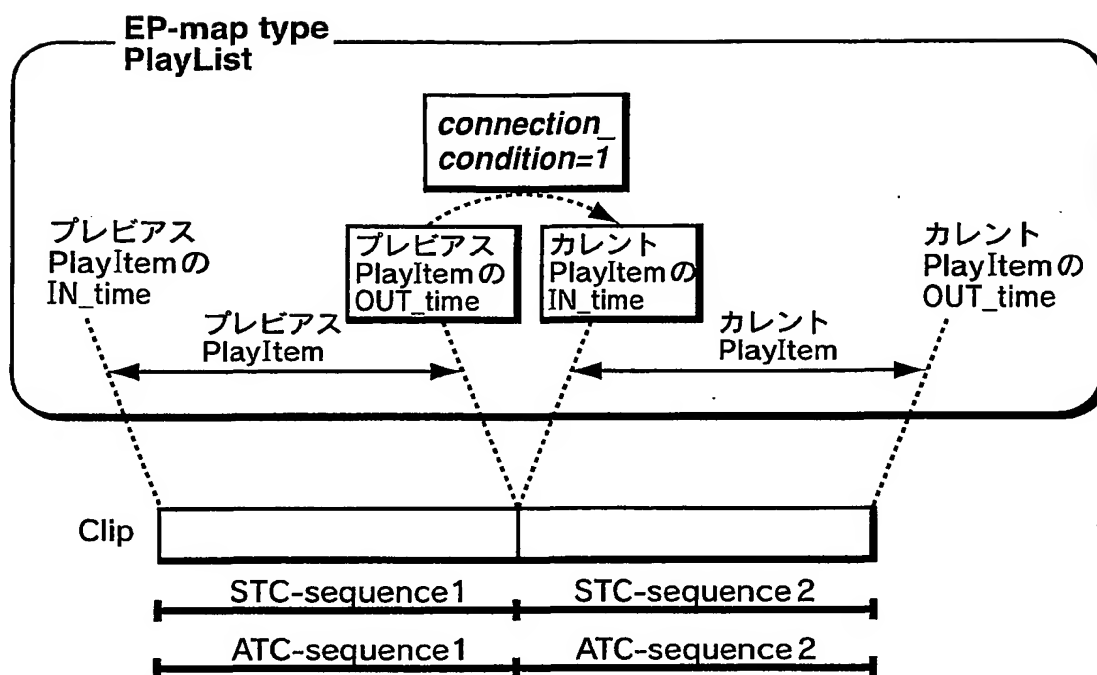 EP-map type
PlayList
connection_
condition=1
プレビアス
PlayItemの
IN_time
プレビアス
PlayItemの
OUT_time
カレント
PlayItemの
IN_time
カレント
PlayItemの
OUT_time
プレビアス
PlayItem
カレント
PlayItem
Clip
STC-sequence1
STC-sequence2
ATC-sequence1
ATC-sequence2